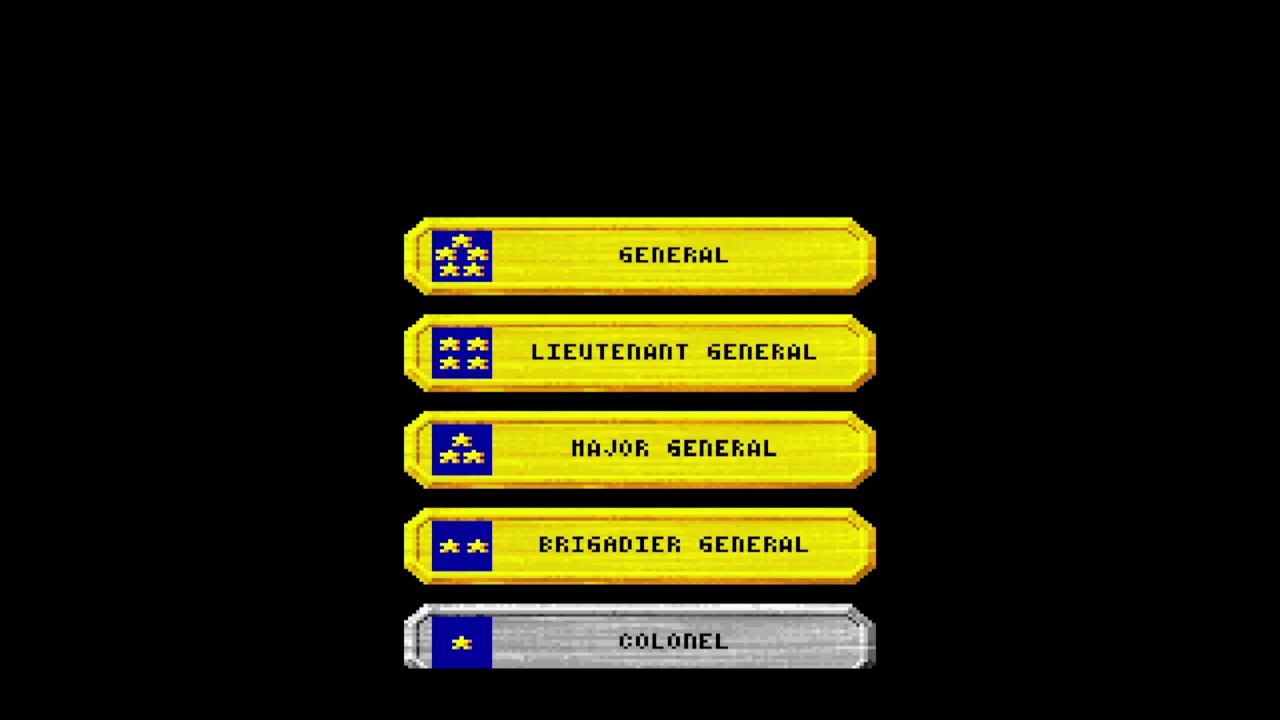 GENERAL
LIEUTENANT GENERAL
MAJOR GENERAL
BRIGADIER GENERAL
COLONEL